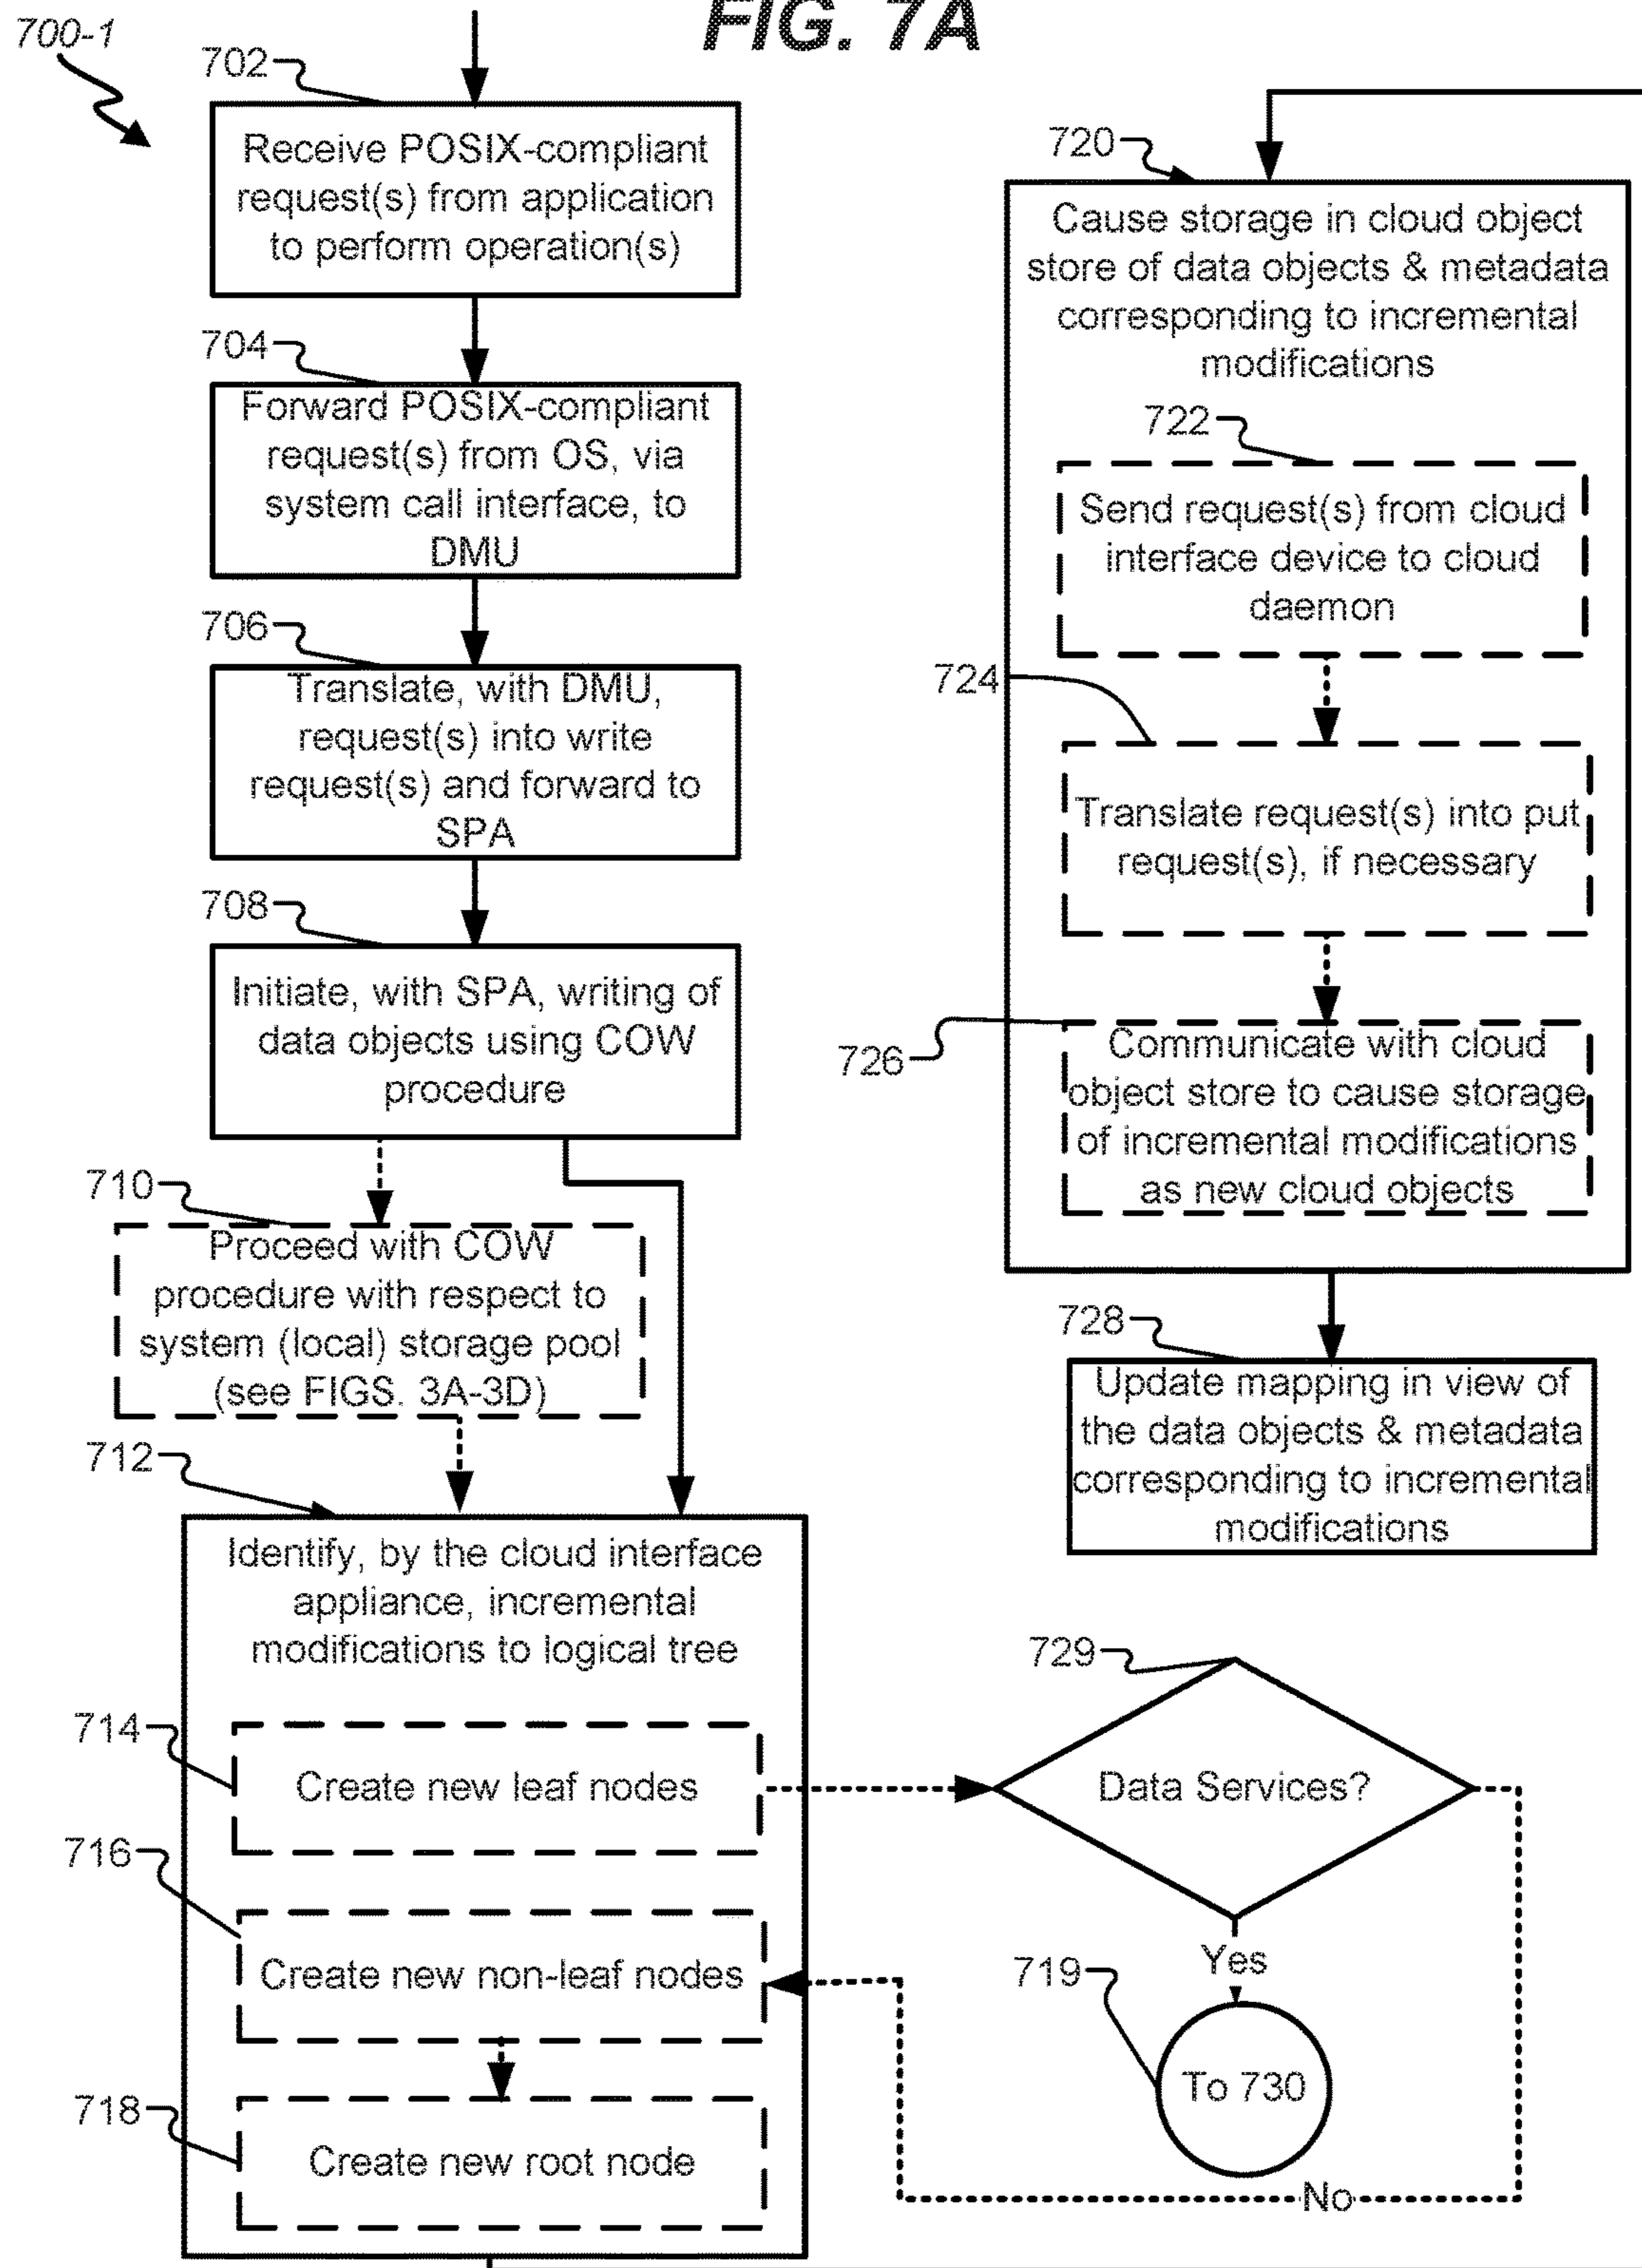 FIG. 7A
700-1
702
Receive POSIX-compliant
request(s) from application
to perform operation(s)
704
Forward POSIX-compliant
request(s) from OS, via
system call interface, to
DMU
706
Translate, with DMU,
request(s) into write
request(s) and forward to
SPA
708
Initiate, with SPA, writing of
data objects using COW
procedure
710
Proceed with COW
procedure with respect to
system (local) storage pool
(see FIGS. 3A-3D)
712
Identify, by the cloud interface
appliance, incremental
modifications to logical tree
714
Create new leaf nodes
716
Create new non-leaf nodes
718
Create new root node
720
Cause storage in cloud object
store of data objects & metadata
corresponding to incremental
modifications
722
Send request(s) from cloud
interface device to cloud
daemon
724
Translate request(s) into put
request(s), if necessary
726
Communicate with cloud
object store to cause storage
of incremental modifications
as new cloud objects
728
Update mapping in view of
the data objects & metadata
corresponding to incremental
modifications
729
Data Services?
Yes
719
To 730
No